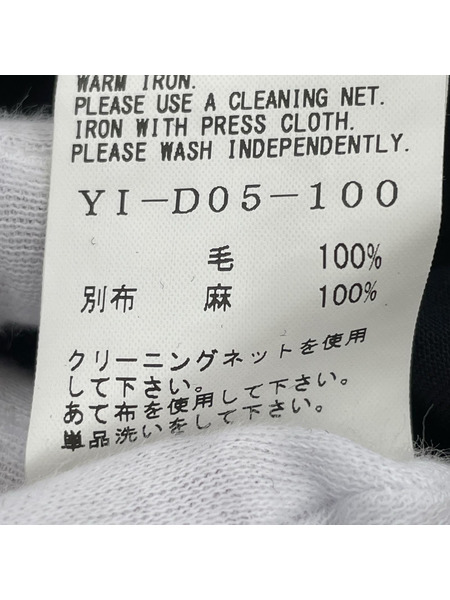 WARM IRON.
PLEASE USE A CLEANING NET.
IRON WITH PRESS CLOTH.
PLEASE WASH INDEPENDENTLY.
YI-D05-100
毛 100%
別布 麻 100%
クリーニングネットを使用
して下さい。
あて布を使用して下さい。
単品洗いをして下さい。